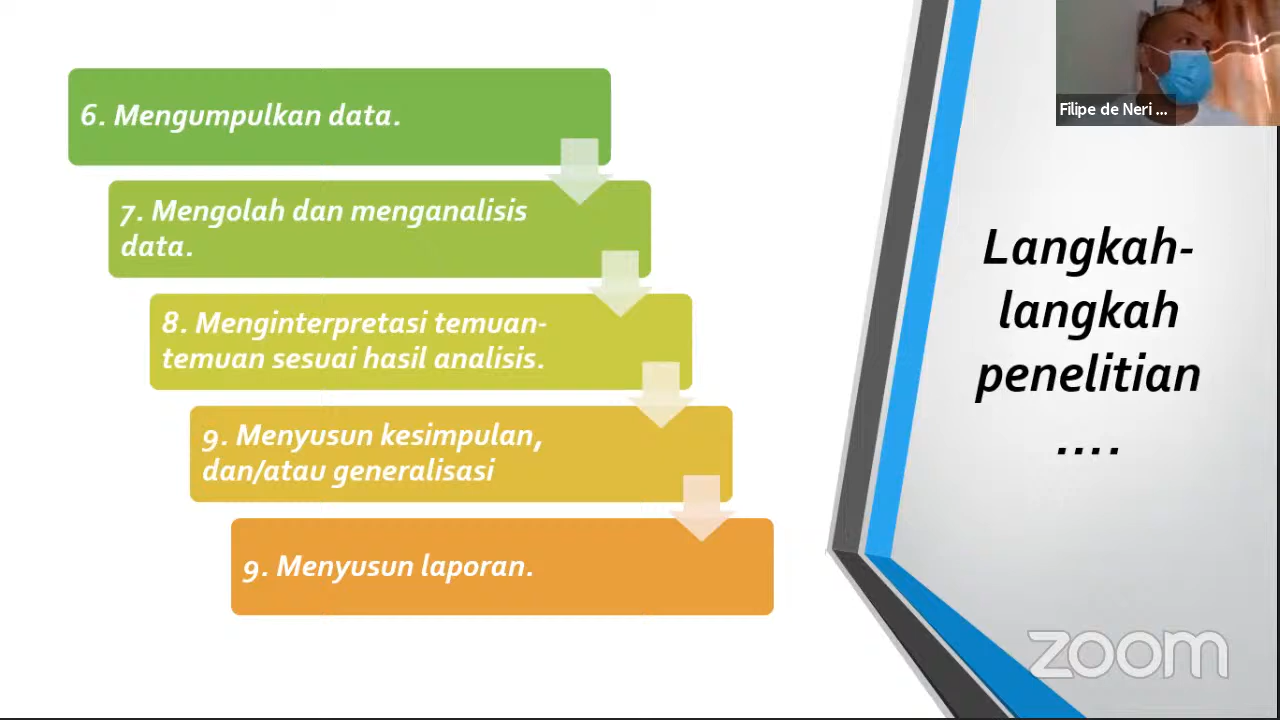 6. Mengumpulkan data.
7. Mengolah dan menganalisis
data.
8. Menginterpretasi temuan-
temuan sesuai hasil analisis.
9. Menyusun kesimpulan,
dan/atau generalisasi
9. Menyusun laporan.
Filipe de Neri ...
Langkah-
langkah
penelitian
....
zoom